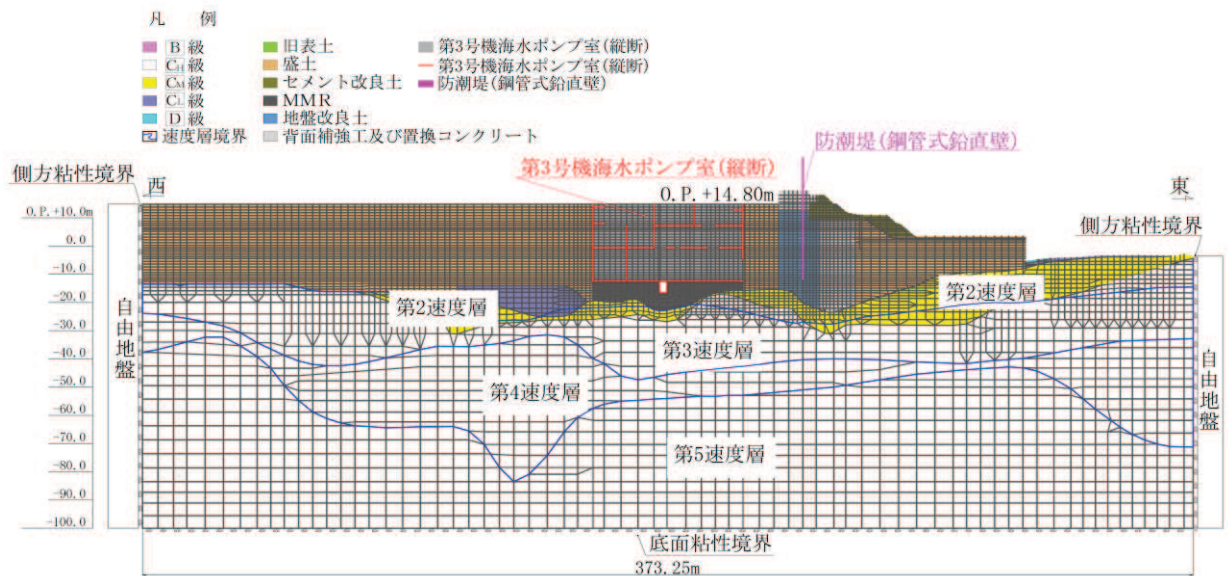 凡 例
B 級
CH 級
CM 級
CL 級
D 級
速度層境界
旧表土
盛土
セメント改良土
MMR
地盤改良土
背面補強工及び置換コンクリート
第3号機海水ポンプ室(縦断)
第3号機海水ポンプ室(縦断)
防潮堤(鋼管式鉛直壁)
防潮堤(鋼管式鉛直壁)
第3号機海水ポンプ室(縦断)
側方粘性境界
西
O.P.+14.80m
東
側方粘性境界
O.P.+10.0m
0.0
-10.0
-20.0
-30.0
-40.0
-50.0
-60.0
-70.0
-80.0
-90.0
-100.0
自由地盤
第2速度層
第2速度層
第3速度層
第4速度層
第5速度層
自由地盤
底面粘性境界
373.25m